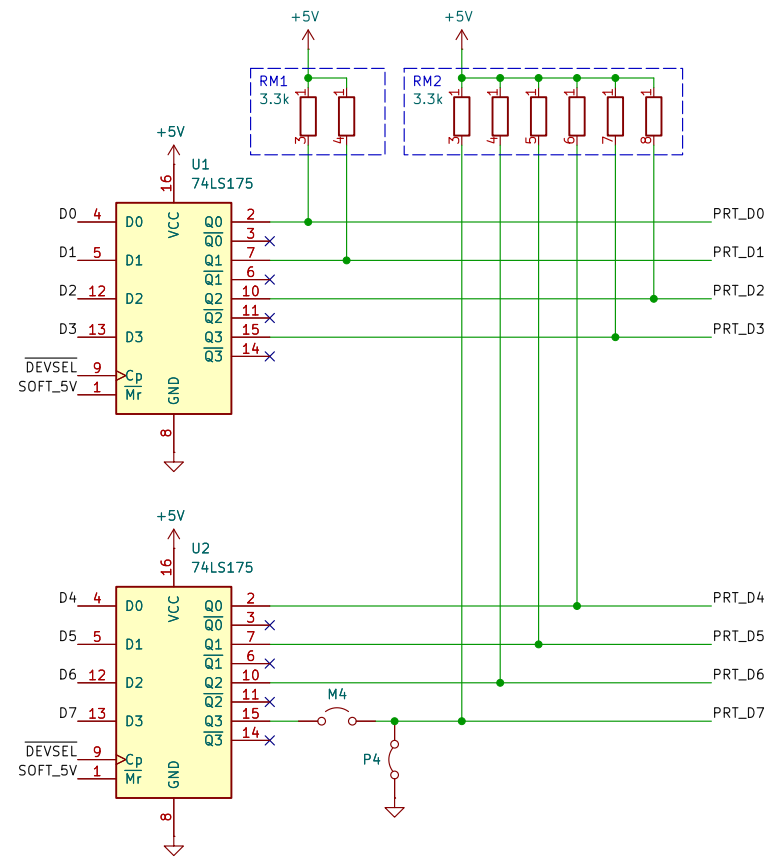 +5V
+5V
RM1
3.3k
1
1
3
4
RM2
3.3k
1
1
1
1
1
1
3
4
5
6
7
8
+5V
16
U1
74LS175
VCC
D0 4 D0 Q0 2 PRT_D0
Q0 3
D1 5 D1 Q1 7 PRT_D1
Q1 6
D2 12 D2 Q2 10 PRT_D2
Q2 11
D3 13 D3 Q3 15 PRT_D3
Q3 14
DEVSEL 9 Cp
SOFT_5V 1 Mr
GND
8
+5V
16
U2
74LS175
VCC
D4 4 D0 Q0 2 PRT_D4
Q0 3
D5 5 D1 Q1 7 PRT_D5
Q1 6
D6 12 D2 Q2 10 PRT_D6
Q2 11
M4
D7 13 D3 Q3 15 PRT_D7
Q3 14
DEVSEL 9 Cp
P4
SOFT_5V 1 Mr
GND
8